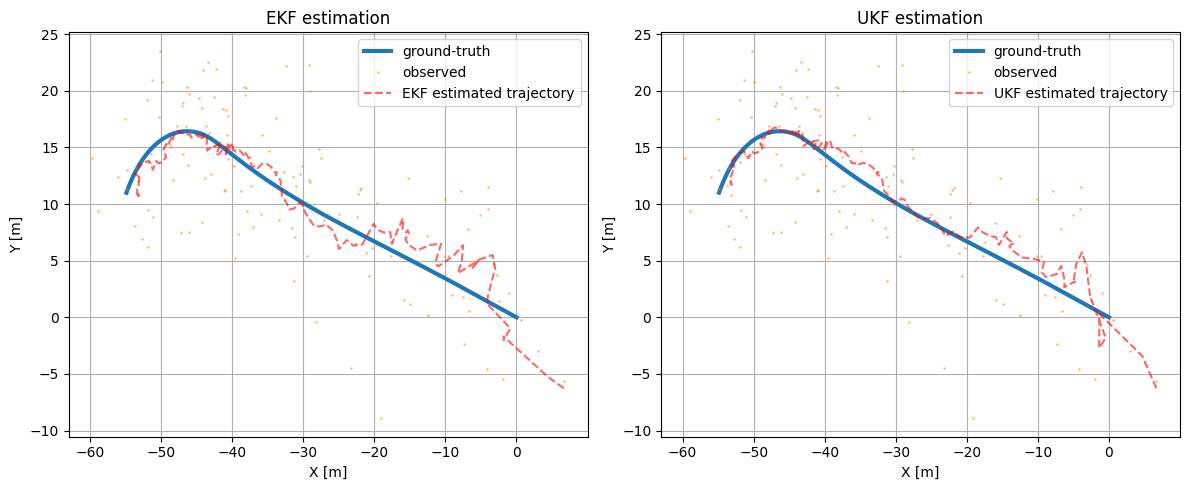 EKF estimation
25
20
15
10
5
0
−5
−10
Y [m]
ground-truth
observed
EKF estimated trajectory
−60
−50
−40
−30
−20
−10
0
X [m]
UKF estimation
25
20
15
10
5
0
−5
−10
Y [m]
ground-truth
observed
UKF estimated trajectory
−60
−50
−40
−30
−20
−10
0
X [m]